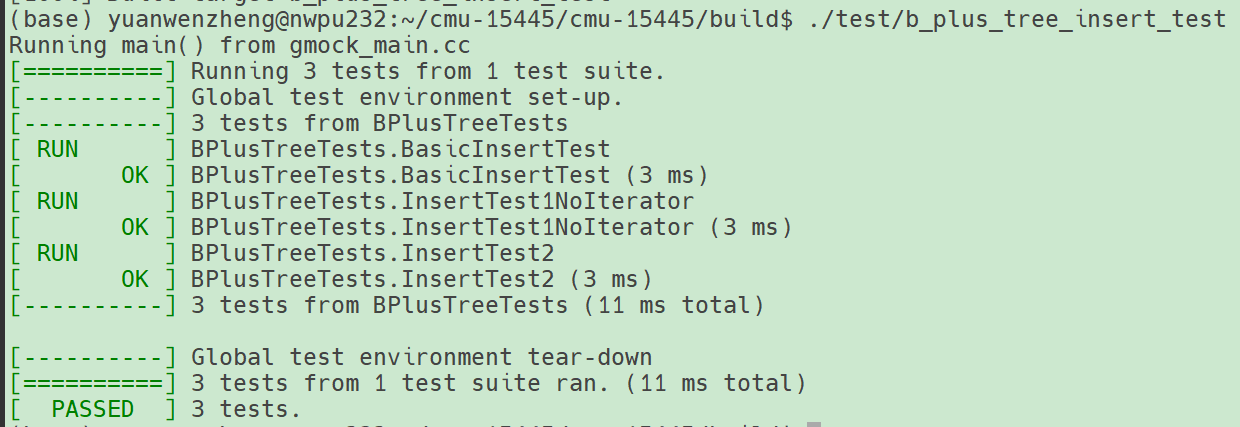 (base) yuanwenzheng@nwpu232:~/cmu-15445/cmu-15445/build$ ./test/b_plus_tree_insert_test
Running main() from gmock_main.cc
[==========] Running 3 tests from 1 test suite.
[----------] Global test environment set-up.
[----------] 3 tests from BPlusTreeTests
[ RUN      ] BPlusTreeTests.BasicInsertTest
[       OK ] BPlusTreeTests.BasicInsertTest (3 ms)
[ RUN      ] BPlusTreeTests.InsertTest1NoIterator
[       OK ] BPlusTreeTests.InsertTest1NoIterator (3 ms)
[ RUN      ] BPlusTreeTests.InsertTest2
[       OK ] BPlusTreeTests.InsertTest2 (3 ms)
[----------] 3 tests from BPlusTreeTests (11 ms total)

[----------] Global test environment tear-down
[==========] 3 tests from 1 test suite ran. (11 ms total)
[  PASSED  ] 3 tests.